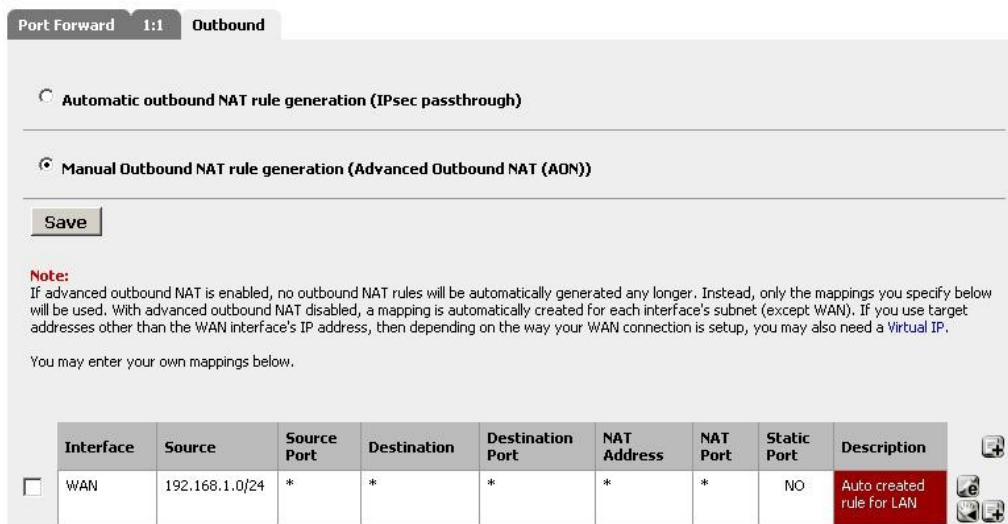 Port Forward 1:1 Outbound
Automatic outbound NAT rule generation (IPsec passthrough)
Manual Outbound NAT rule generation (Advanced Outbound NAT (AON))
Save
Note:
If advanced outbound NAT is enabled, no outbound NAT rules will be automatically generated any longer. Instead, only the mappings you specify below
will be used. With advanced outbound NAT disabled, a mapping is automatically created for each interface's subnet (except WAN). If you use target
addresses other than the WAN interface's IP address, then depending on the way your WAN connection is setup, you may also need a Virtual IP.
You may enter your own mappings below.
Interface Source Source Port Destination Destination Port NAT Address NAT Port Static Port Description
WAN 192.168.1.0/24 * * * * * NO Auto created rule for LAN